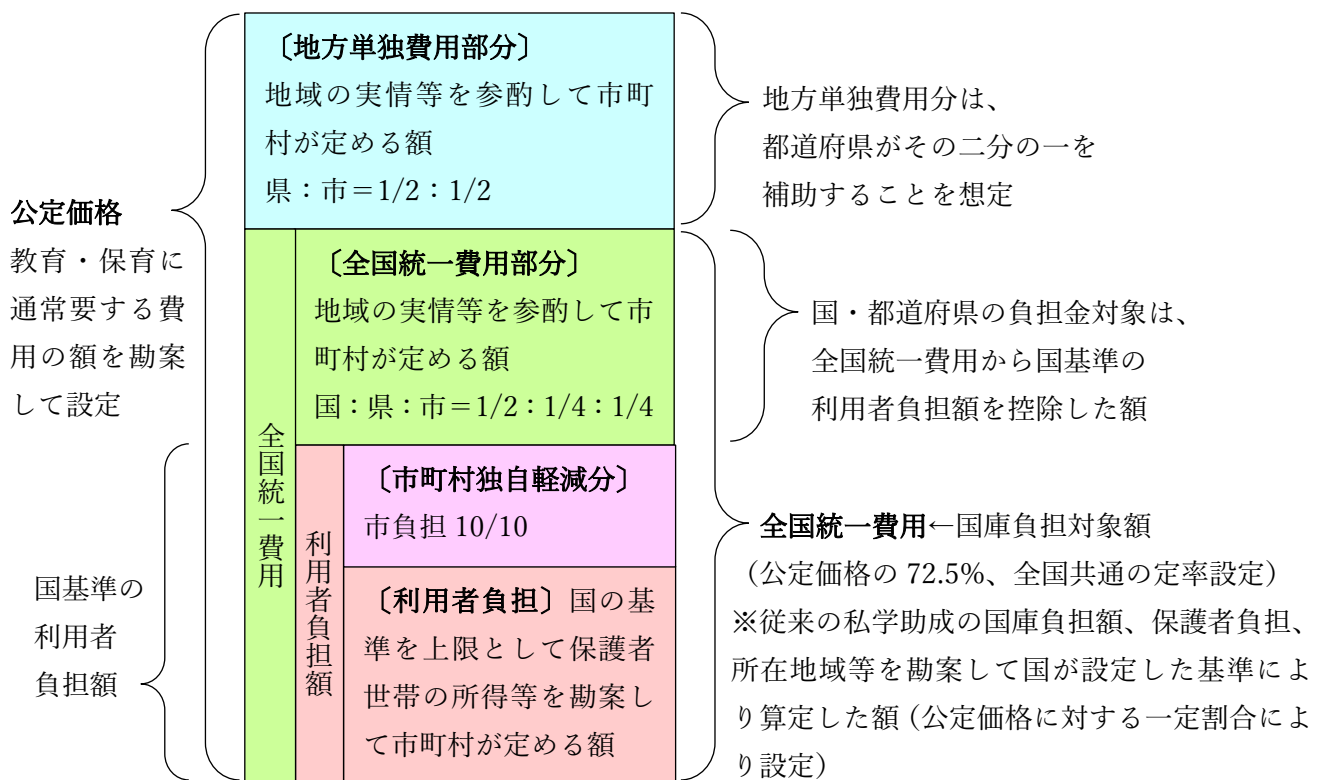 〔地方単独費用部分〕
地域の実情等を参酌して市町
村が定める額
県：市＝1/2：1/2
地方単独費用分は、
都道府県がその二分の一を
補助することを想定
公定価格
教育・保育に
通常要する費
用の額を勘案
して設定
〔全国統一費用部分〕
地域の実情等を参酌して市
町村が定める額
国：県：市＝1/2：1/4：1/4
国・都道府県の負担金対象は、
全国統一費用から国基準の
利用者負担額を控除した額
全国統一費用
利用者負担額
〔市町村独自軽減分〕
市負担 10/10
〔利用者負担〕国の基
準を上限として保護者
世帯の所得等を勘案し
て市町村が定める額
国基準の
利用者
負担額
全国統一費用←国庫負担対象額
（公定価格の 72.5%、全国共通の定率設定）
※従来の私学助成の国庫負担額、保護者負担、
所在地域等を勘案して国が設定した基準によ
り算定した額（公定価格に対する一定割合によ
り設定）